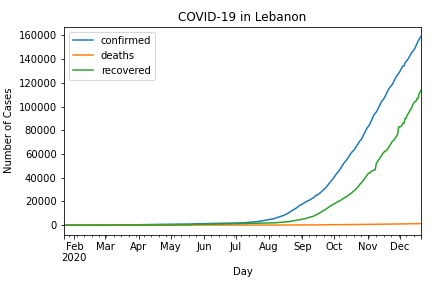 COVID-19 in Lebanon
confirmed
deaths
recovered
160000
140000
120000
100000
80000
60000
40000
20000
0
Number of Cases
Feb Mar Apr May Jun Jul Aug Sep Oct Nov Dec
2020
Day